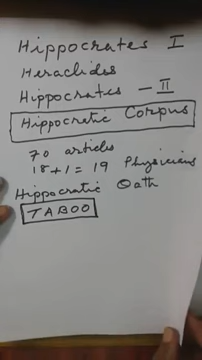 Hippocrates I
Heraclides
Hippocrates - II
Hippocratic Corpus
70 articles
18+1 = 19 Physicians
Hippocratic Oath
TABOO